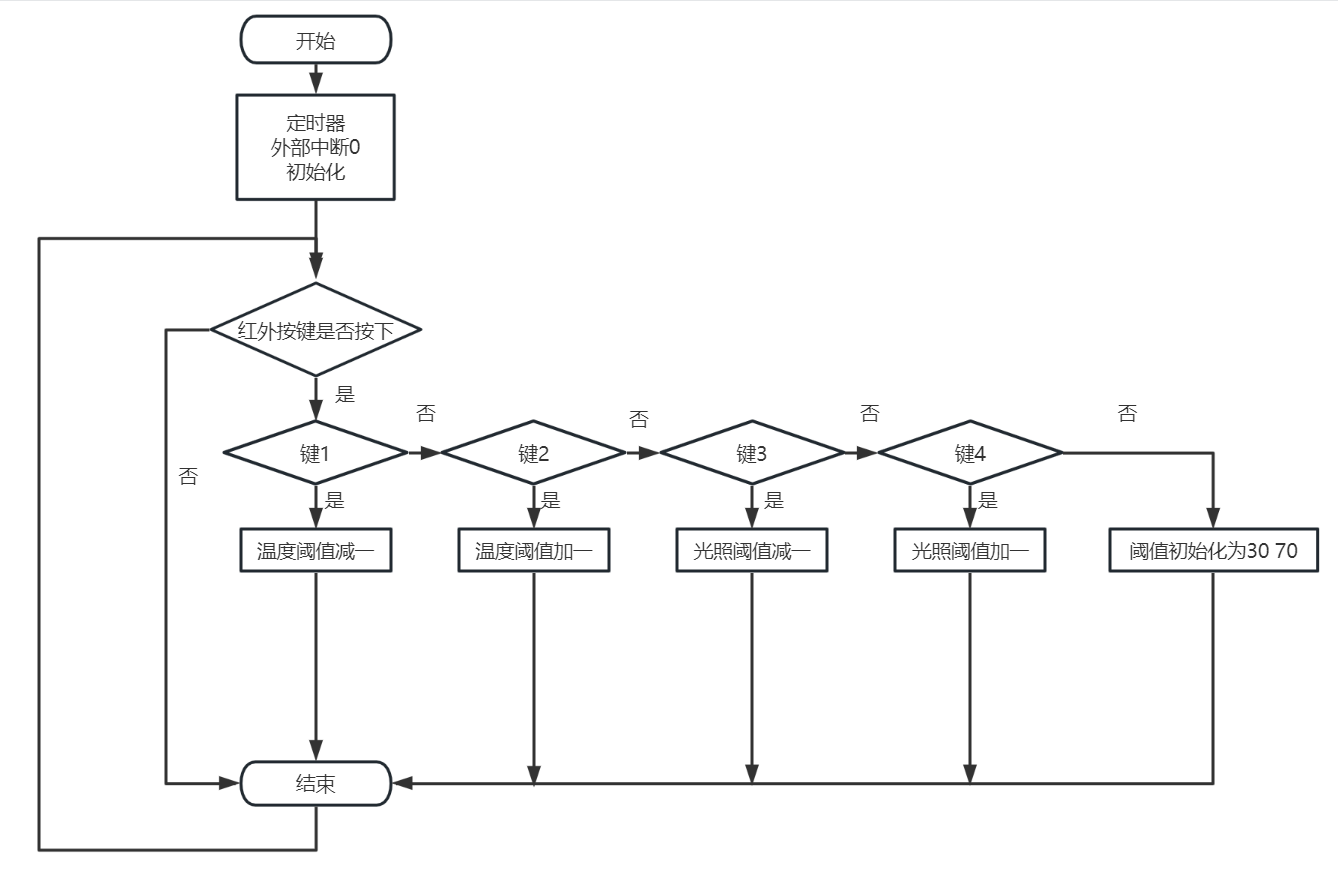 开始
定时器
外部中断0
初始化
红外按键是否按下
是
否
否
否
否
键1
键2
键3
键4
否
是
是
是
是
温度阈值减一
温度阈值加一
光照阈值减一
光照阈值加一
阈值初始化为30 70
结束